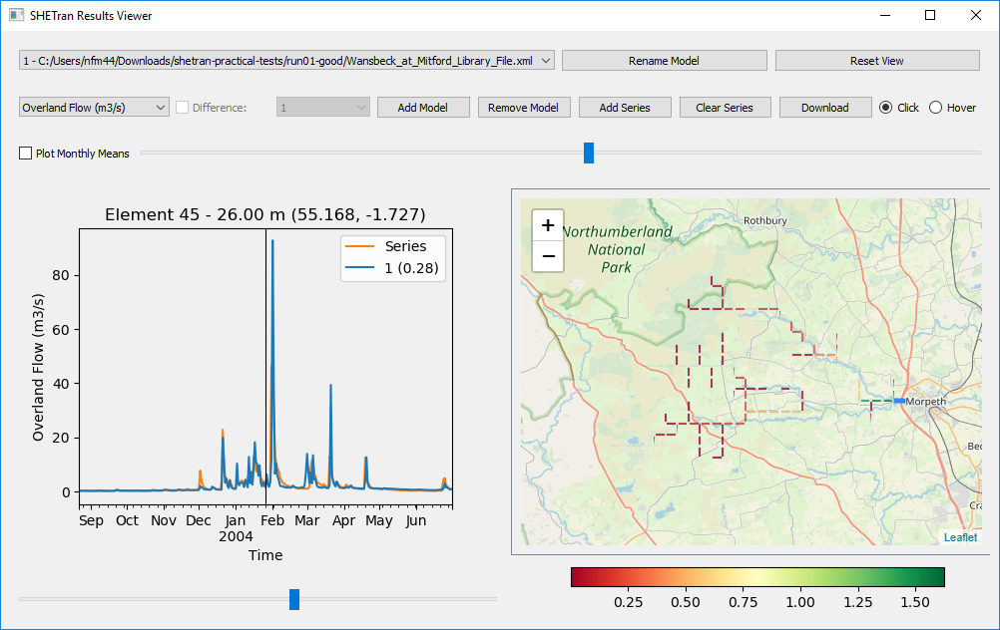 SHETran Results Viewer
1 - C:/Users/nfm44/Downloads/shetran-practical-tests/run01-good/Wansbeck_at_Mitford_Library_File.xml
Rename Model
Reset View
Overland Flow (m3/s)
Difference:
1
Add Model
Remove Model
Add Series
Clear Series
Download
Click
Hover
Plot Monthly Means
Element 45 - 26.00 m (55.168, -1.727)
Series
1 (0.28)
Overland Flow (m3/s)
80
60
40
20
0
Sep Oct Nov Dec Jan Feb Mar Apr May Jun
2004
Time
+
−
Rothbury
Northumberland
National
Park
Morpeth
Bed
Cra
Leaflet
0.25 0.50 0.75 1.00 1.25 1.50